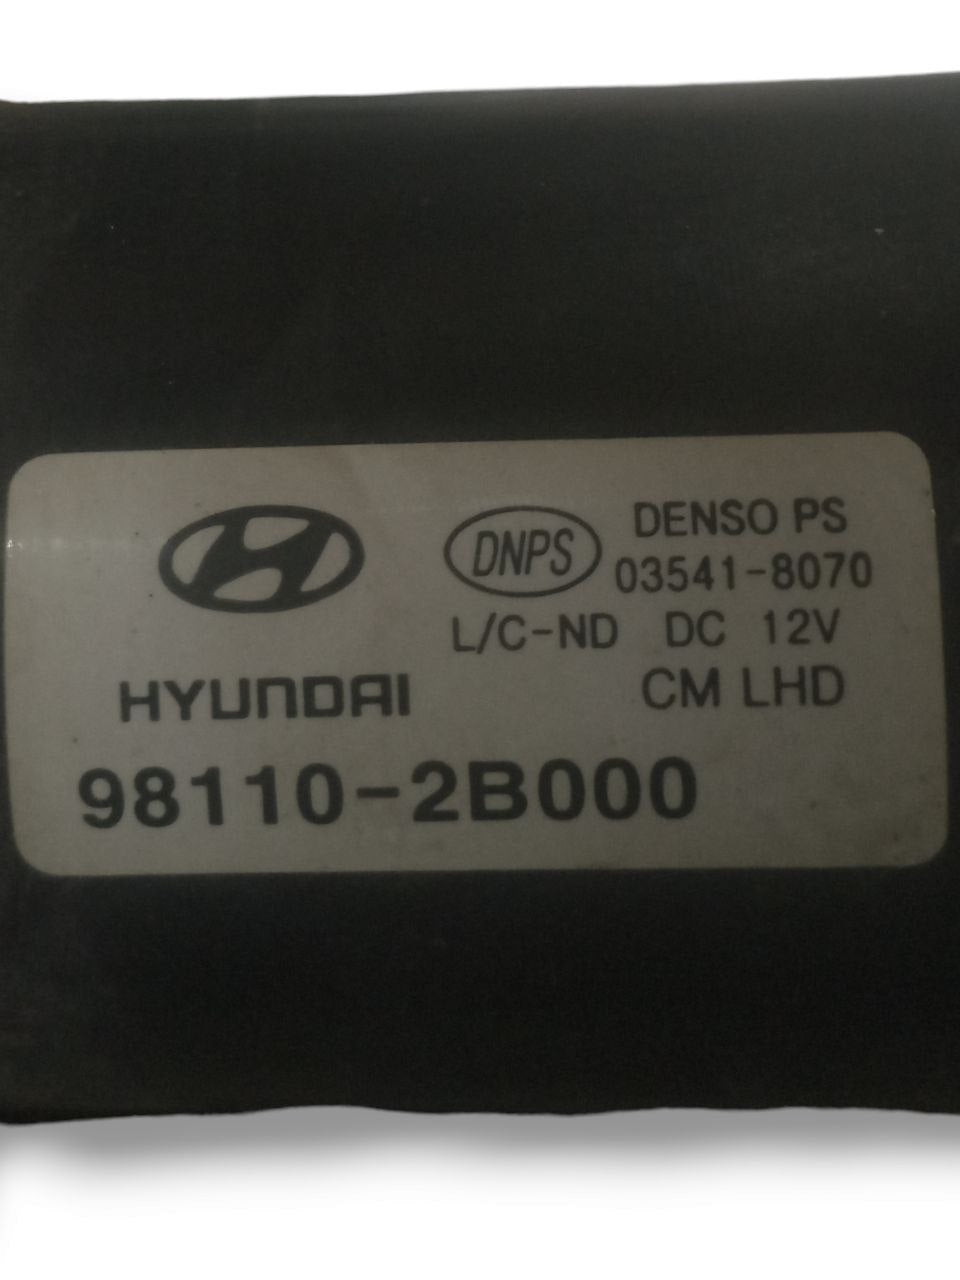 DNPS DENSO PS
03541-8070
L/C-ND DC 12V
HYUNDAI CM LHD
98110-2B000